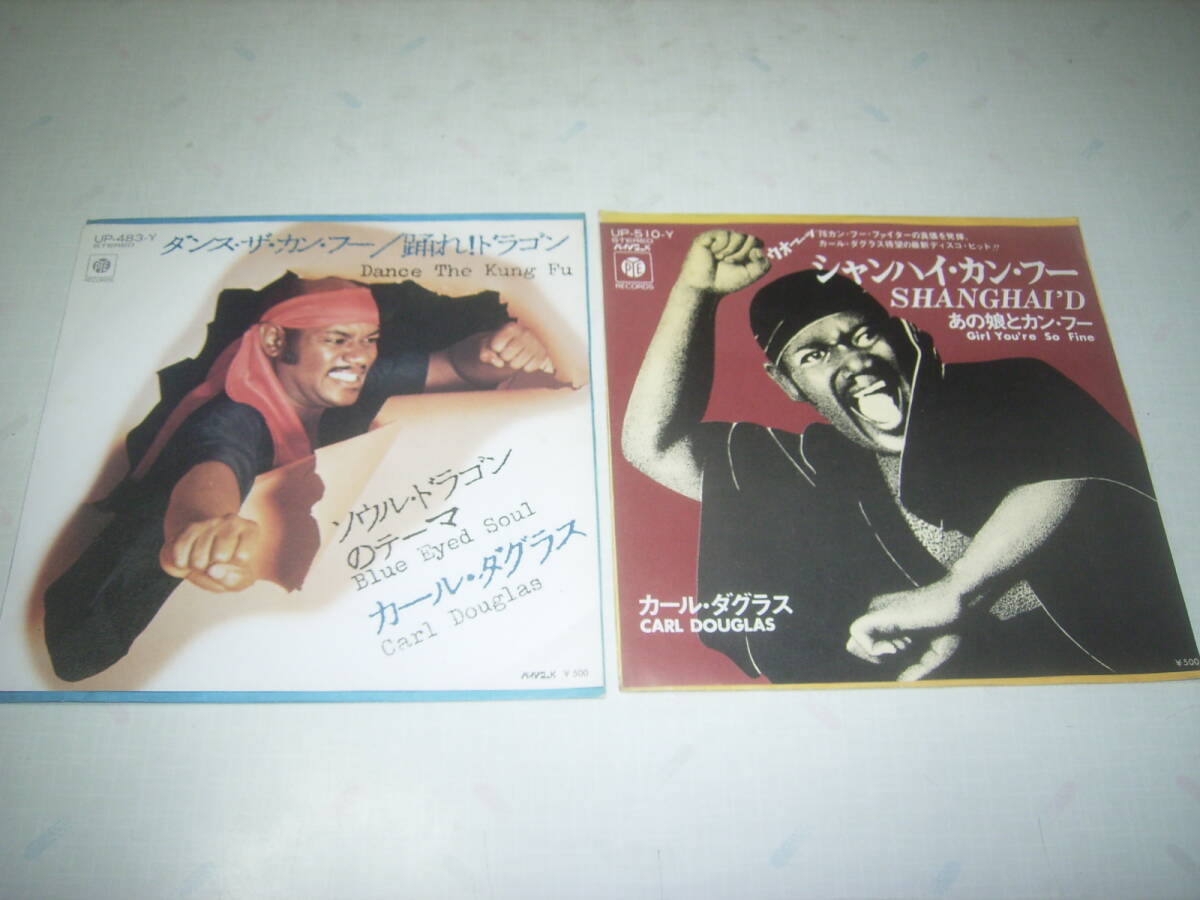 UP-483-Y
STEREO
PYE
RECORDS
ダンス・ザ・カン・フー/踊れ!ドラゴン
Dance The Kung Fu
ソウル・ドラゴン
のテーマ
Blue Eyed Soul
カール・ダグラス
Carl Douglas
¥500
UP-510-Y
STEREO
PYE
RECORDS
カール・ダグラス待望の最新ディスコ・ヒット!!
シャンハイ・カン・フー
SHANGHAI'D
あの娘とカン・フー
Girl You're So Fine
カール・ダグラス
CARL DOUGLAS
¥500